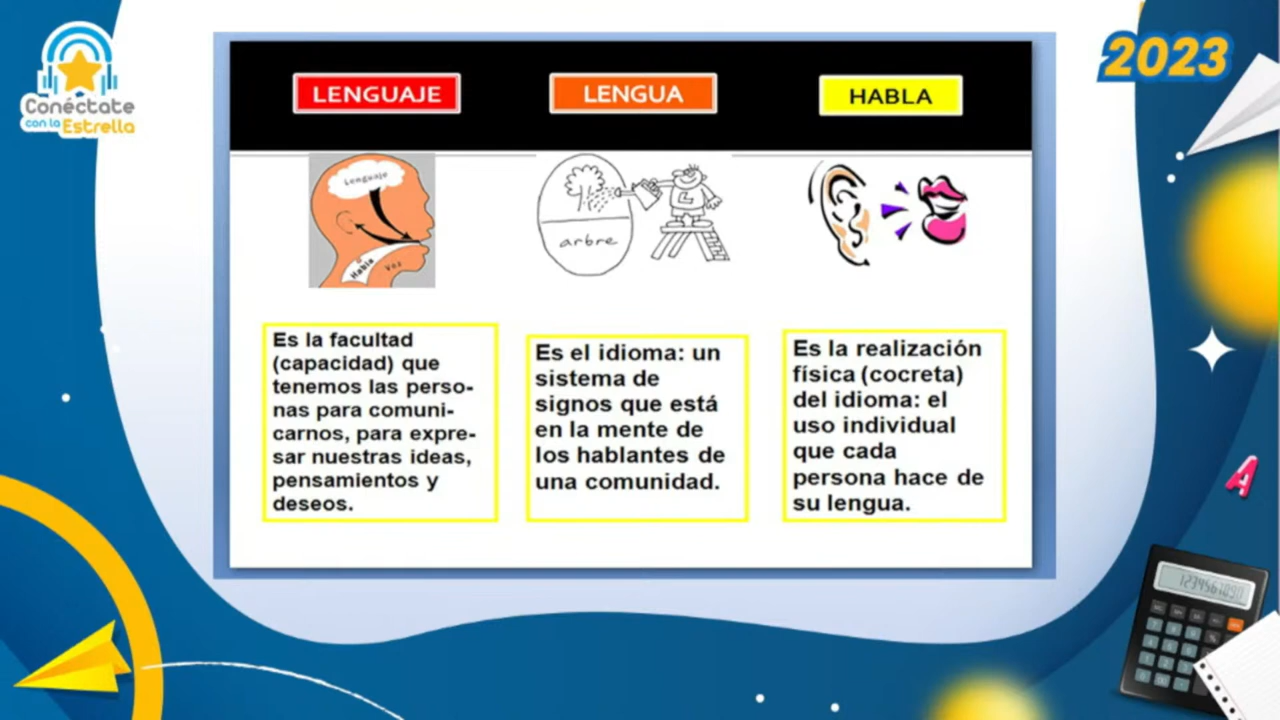 Conéctate
con la Estrella
2023
LENGUAJE
LENGUA
HABLA
Lenguaje
Habla
Voz
arbre
L
Es la facultad
(capacidad) que
tenemos las perso-
nas para comuni-
carnos, para expre-
sar nuestras ideas,
pensamientos y
deseos.
Es el idioma: un
sistema de
signos que está
en la mente de
los hablantes de
una comunidad.
Es la realización
física (cocreta)
del idioma: el
uso individual
que cada
persona hace de
su lengua.
A